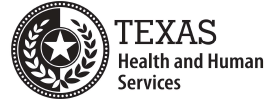 TEXAS
Health and Human
Services